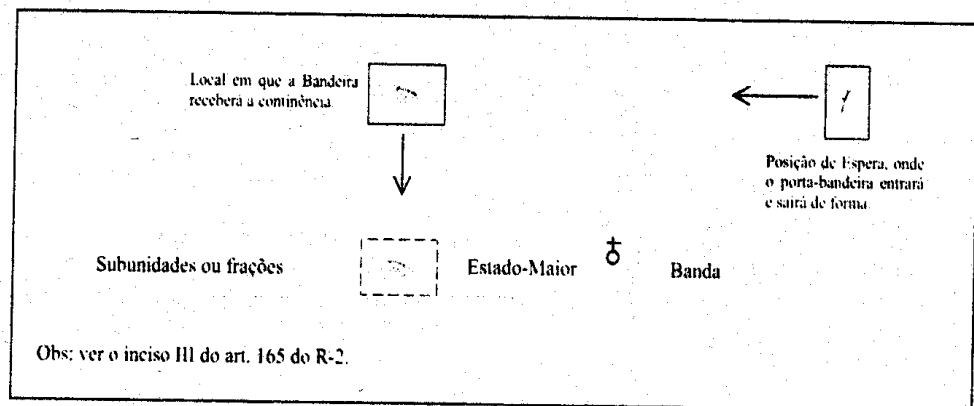 Local em que a Bandeira
receberá a continência.
Posição de Espera, onde
o porta-bandeira entrará
e sairá de forma.
Subunidades ou frações
Estado-Maior
Banda
Obs: ver o inciso III do art. 165 do R-2.